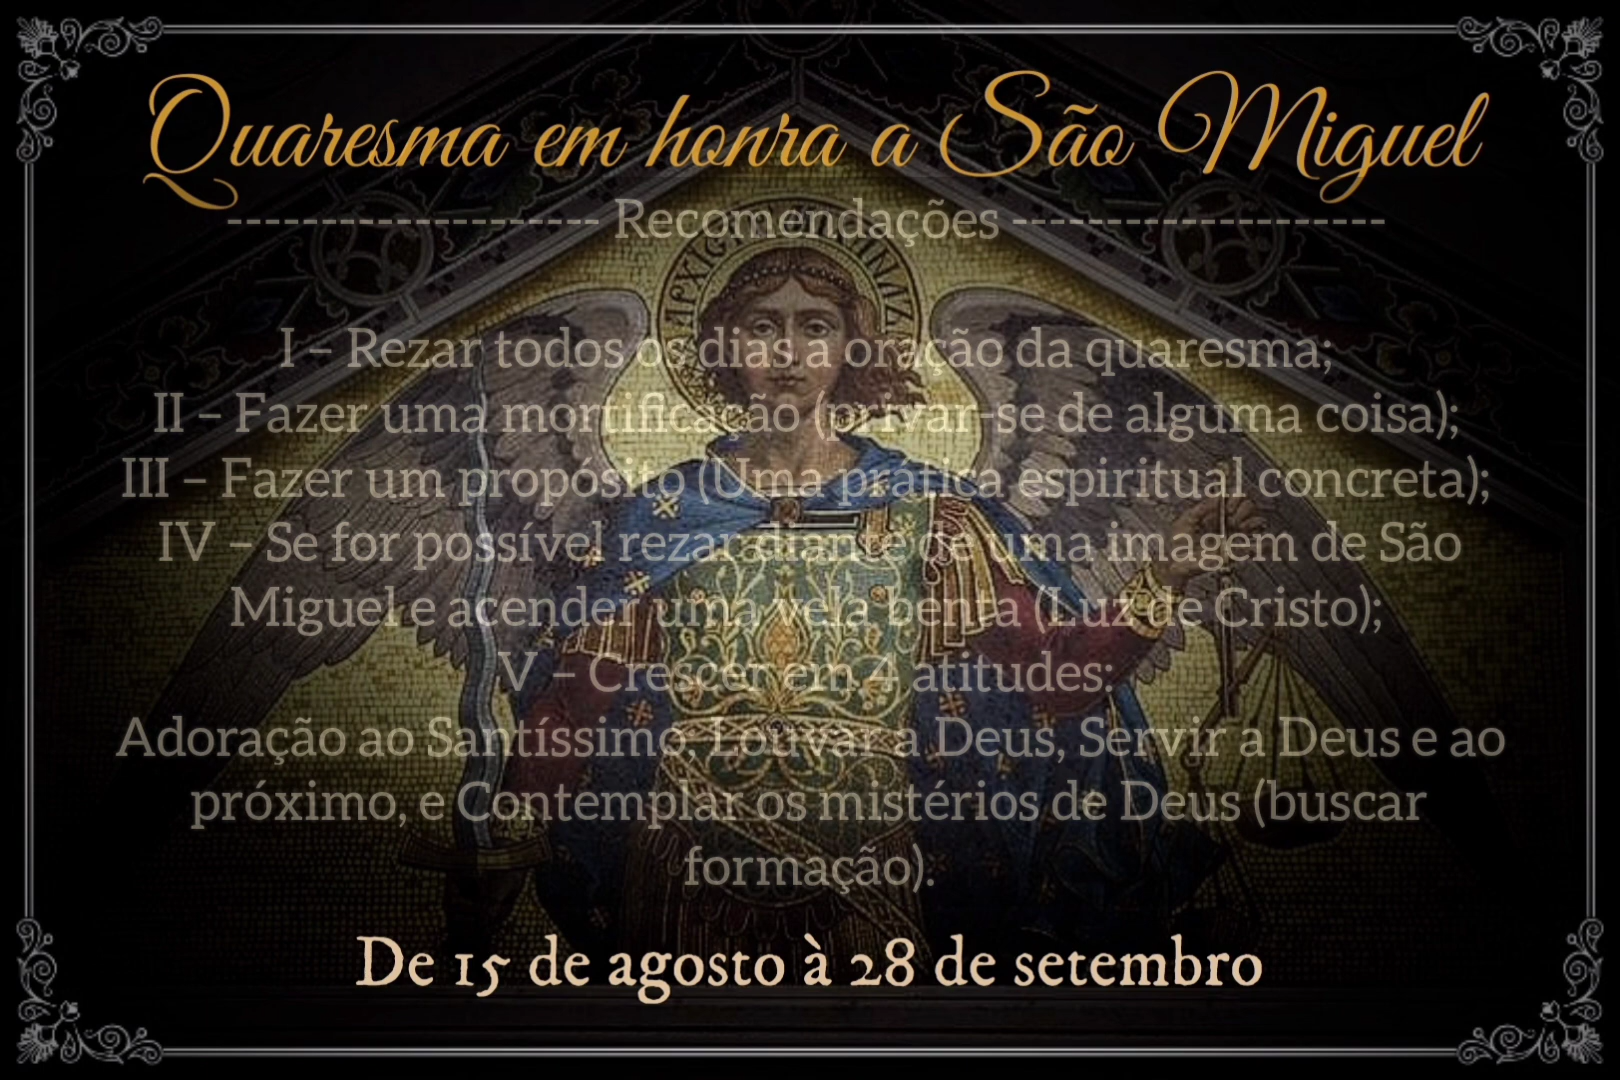 Quaresma em honra a São Miguel
-------------------- Recomendações --------------------
I – Rezar todos os dias a oração da quaresma;
II – Fazer uma mortificação (privar-se de alguma coisa);
III – Fazer um propósito (Uma prática espiritual concreta);
IV – Se for possível rezar diante de uma imagem de São
Miguel e acender uma vela benta (Luz de Cristo);
V – Crescer em 4 atitudes:
Adoração ao Santíssimo, Louvar a Deus, Servir a Deus e ao
próximo, e Contemplar os mistérios de Deus (buscar
formação).
De 15 de agosto à 28 de setembro